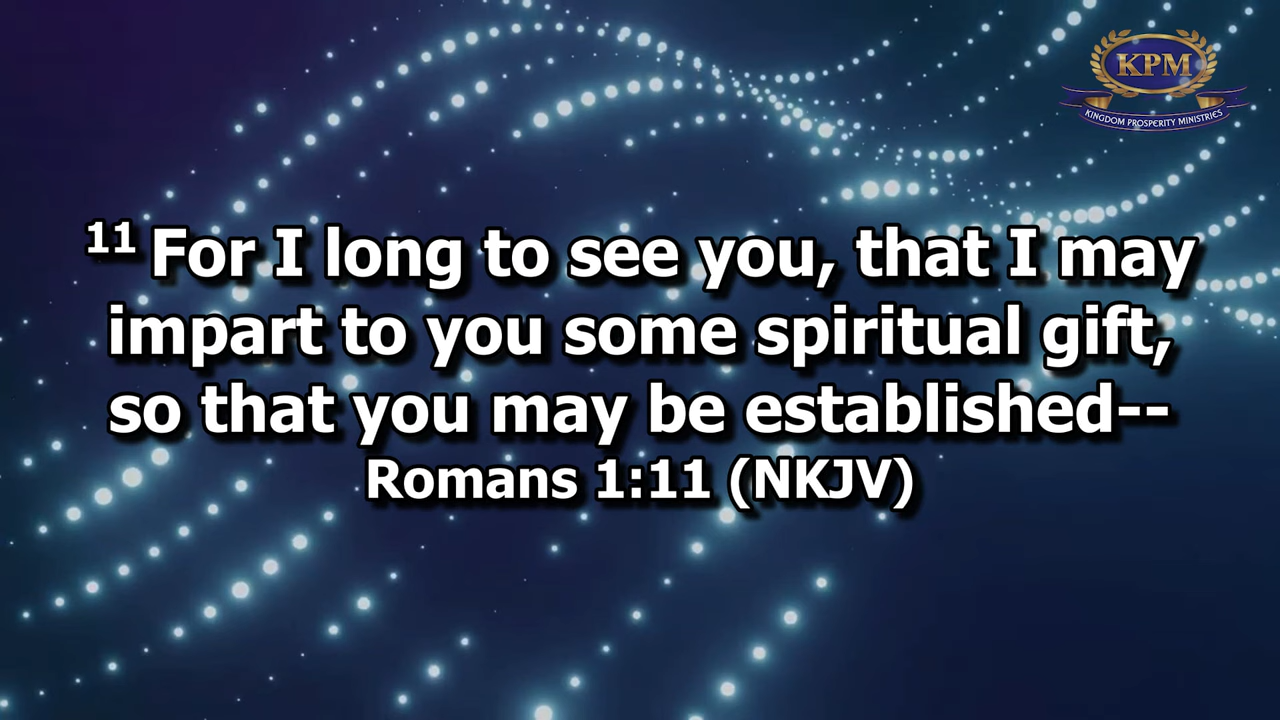 KPM
KINGDOM PROSPERITY MINISTRIES
11 For I long to see you, that I may
impart to you some spiritual gift,
so that you may be established--
Romans 1:11 (NKJV)